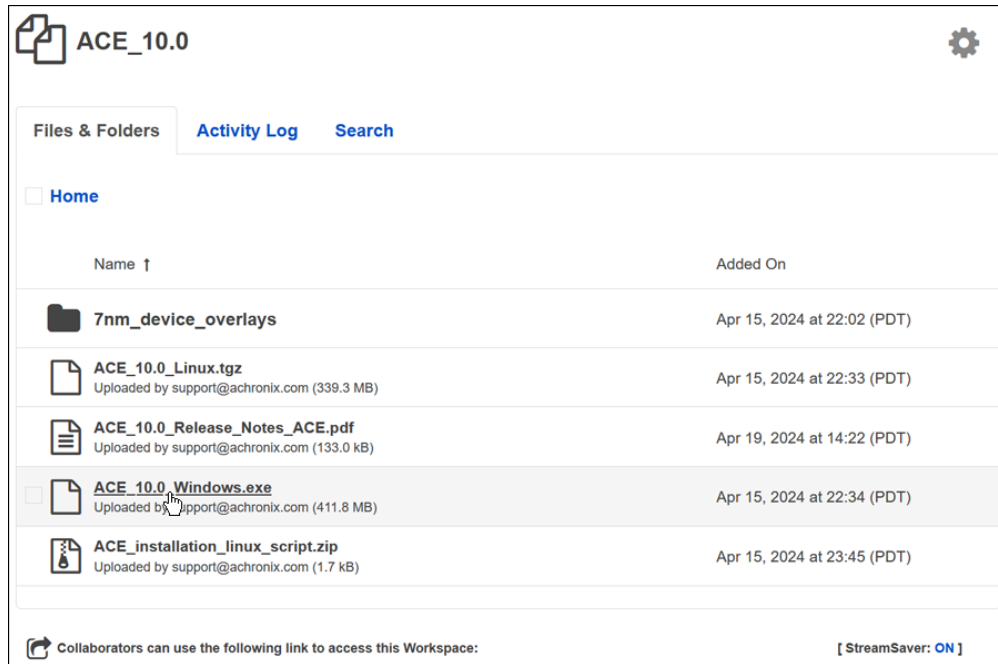 ACE_10.0
Files & Folders Activity Log Search
Home
Name ↑ Added On
7nm_device_overlays Apr 15, 2024 at 22:02 (PDT)
ACE_10.0_Linux.tgz
Uploaded by support@achronix.com (339.3 MB) Apr 15, 2024 at 22:33 (PDT)
ACE_10.0_Release_Notes_ACE.pdf
Uploaded by support@achronix.com (133.0 kB) Apr 19, 2024 at 14:22 (PDT)
ACE_10.0_Windows.exe
Uploaded by support@achronix.com (411.8 MB) Apr 15, 2024 at 22:34 (PDT)
ACE_installation_linux_script.zip
Uploaded by support@achronix.com (1.7 kB) Apr 15, 2024 at 23:45 (PDT)
Collaborators can use the following link to access this Workspace: [ StreamSaver: ON ]